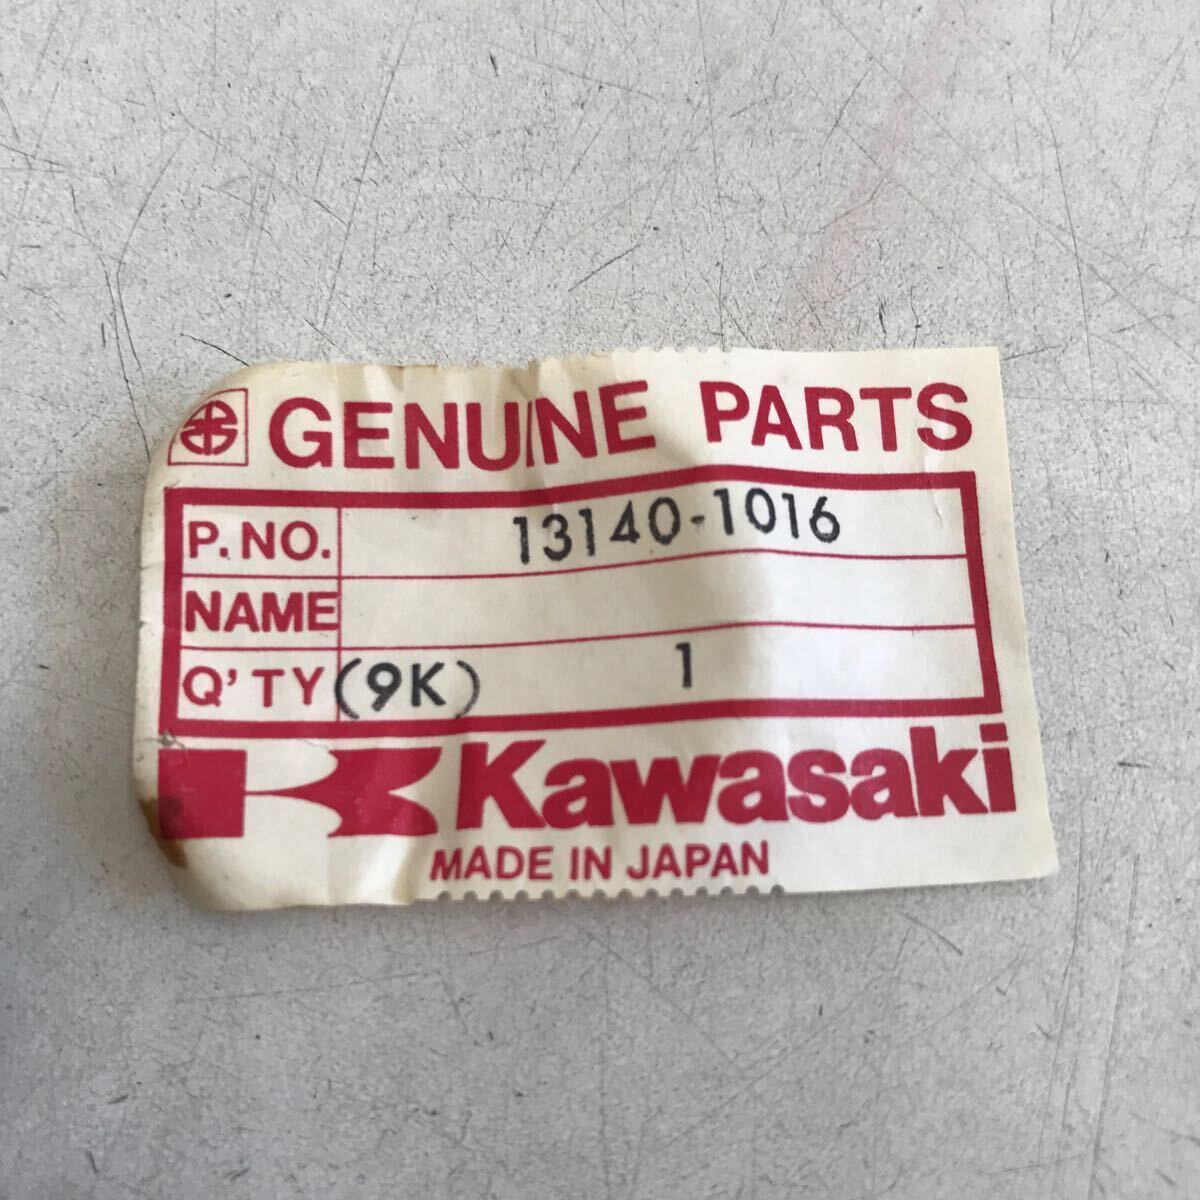 GENUINE PARTS
P. NO. 13140-1016
NAME
Q'TY (9K) 1
Kawasaki
MADE IN JAPAN